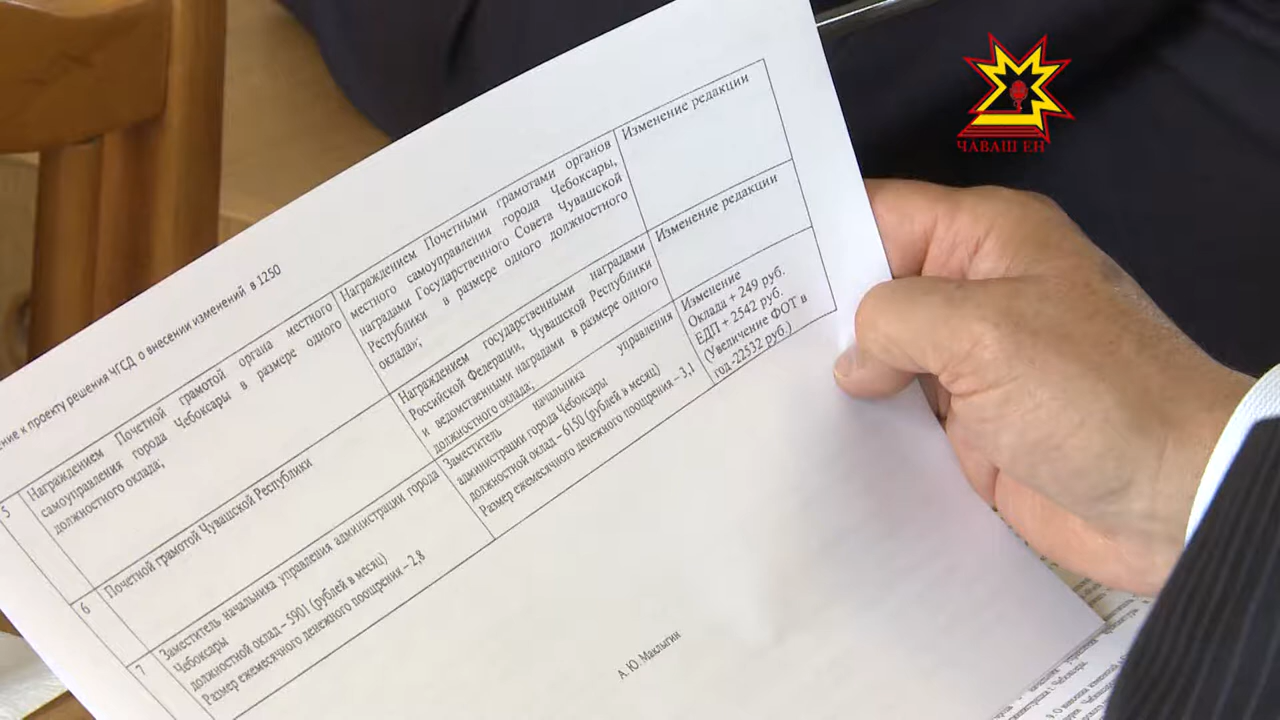 ЧАВАШ ЕН
ение к проекту решения ЧГСД о внесении изменений в 1250
5
Награждением Почетной грамотой органа местного
самоуправления города Чебоксары в размере одного
должностного оклада;
Награждением Почетными грамотами органов
местного самоуправления города Чебоксары,
наградами Государственного Совета Чувашской
Республики в размере одного должностного
оклада»;
Изменение редакции
6
Почетной грамотой Чувашской Республики
Награждением государственными наградами
Российской Федерации, Чувашской Республики
и ведомственными наградами в размере одного
должностного оклада;
Изменение редакции
7
Заместитель начальника управления администрации города
Чебоксары
должностной оклад – 5901 (рублей в месяц)
Размер ежемесячного денежного поощрения – 2,8
Заместитель начальника управления
администрации города Чебоксары
должностной оклад – 6150 (рублей в месяц)
Размер ежемесячного денежного поощрения – 3,1
Изменение
Оклада + 249 руб.
ЕДП + 2542 руб.
(Увеличение ФОТ в
год -22532 руб.)
А. Ю. Маклыгин